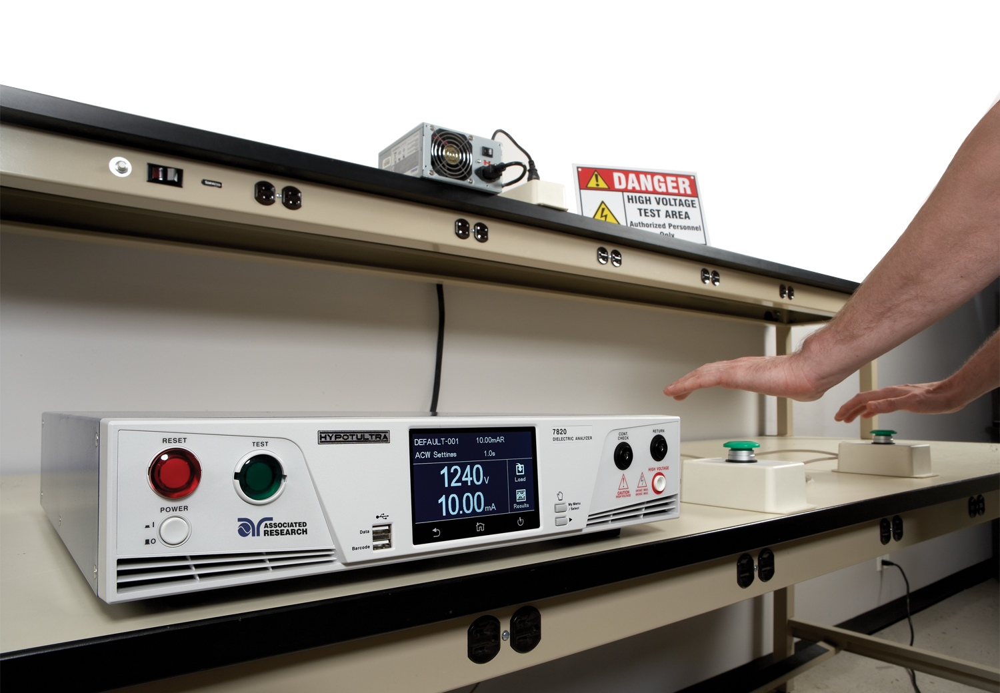 DANGER
HIGH VOLTAGE
TEST AREA
Authorized Personnel
Only
RESET
TEST
POWER
I
O
ASSOCIATED
RESEARCH
HYPOTULTRA
Data
Barcode
DEFAULT-001 10.00mAR
ACW Settings 1.0s
1240V
10.00mA
Load
Results
7820
DIELECTRIC ANALYZER
My Menu
/ Select
CONT.
CHECK
RETURN
HIGH VOLTAGE
CAUTION
HIGH VOLTAGE